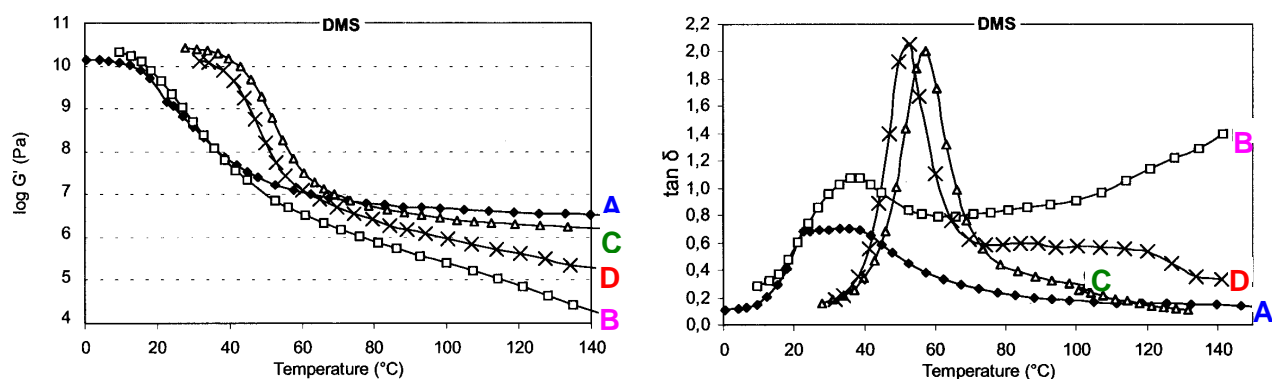 DMS
log G' (Pa)
11
10
9
8
7
6
5
4
0 20 40 60 80 100 120 140
Temperature (°C)
A
C
D
B
DMS
tan δ
2,2
2,0
1,8
1,6
1,4
1,2
1,0
0,8
0,6
0,4
0,2
0,0
0 20 40 60 80 100 120 140
Temperature (°C)
B
C
D
A